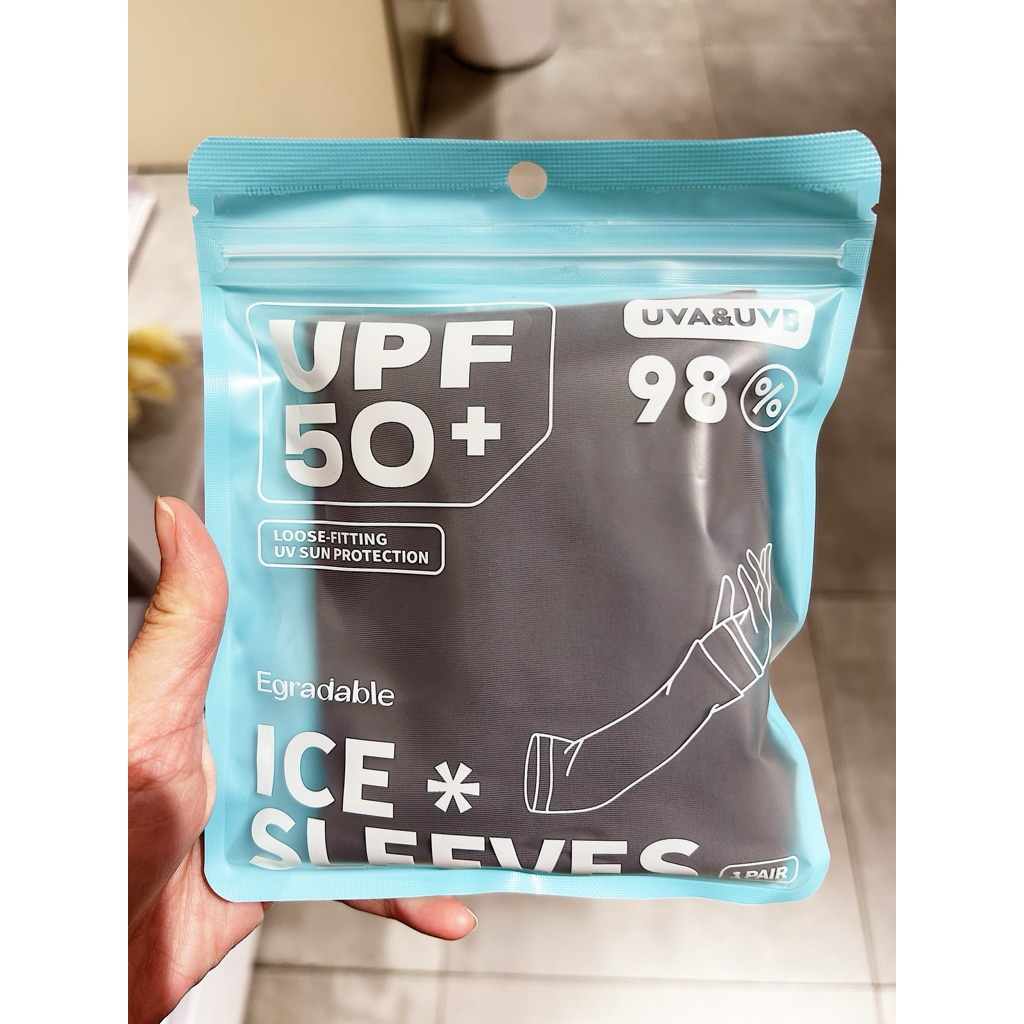 UPF
50+
UVA&UVB
98%
LOOSE-FITTING
UV SUN PROTECTION
Egradable
ICE *
SLEEVES
1 PAIR